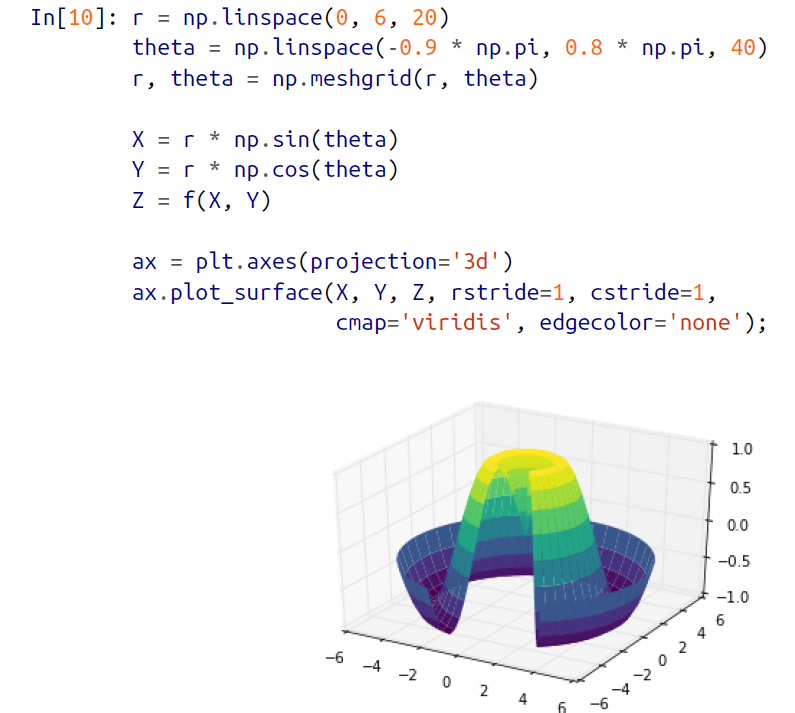 In[10]: r = np.linspace(0, 6, 20)
theta = np.linspace(-0.9 * np.pi, 0.8 * np.pi, 40)
r, theta = np.meshgrid(r, theta)
X = r * np.sin(theta)
Y = r * np.cos(theta)
Z = f(X, Y)
ax = plt.axes(projection='3d')
ax.plot_surface(X, Y, Z, rstride=1, cstride=1,
cmap='viridis', edgecolor='none');
1.0
0.5
0.0
−0.5
−1.0
−6 −4 −2 0 2 4 6
−6 −4 −2 0 2 4 6